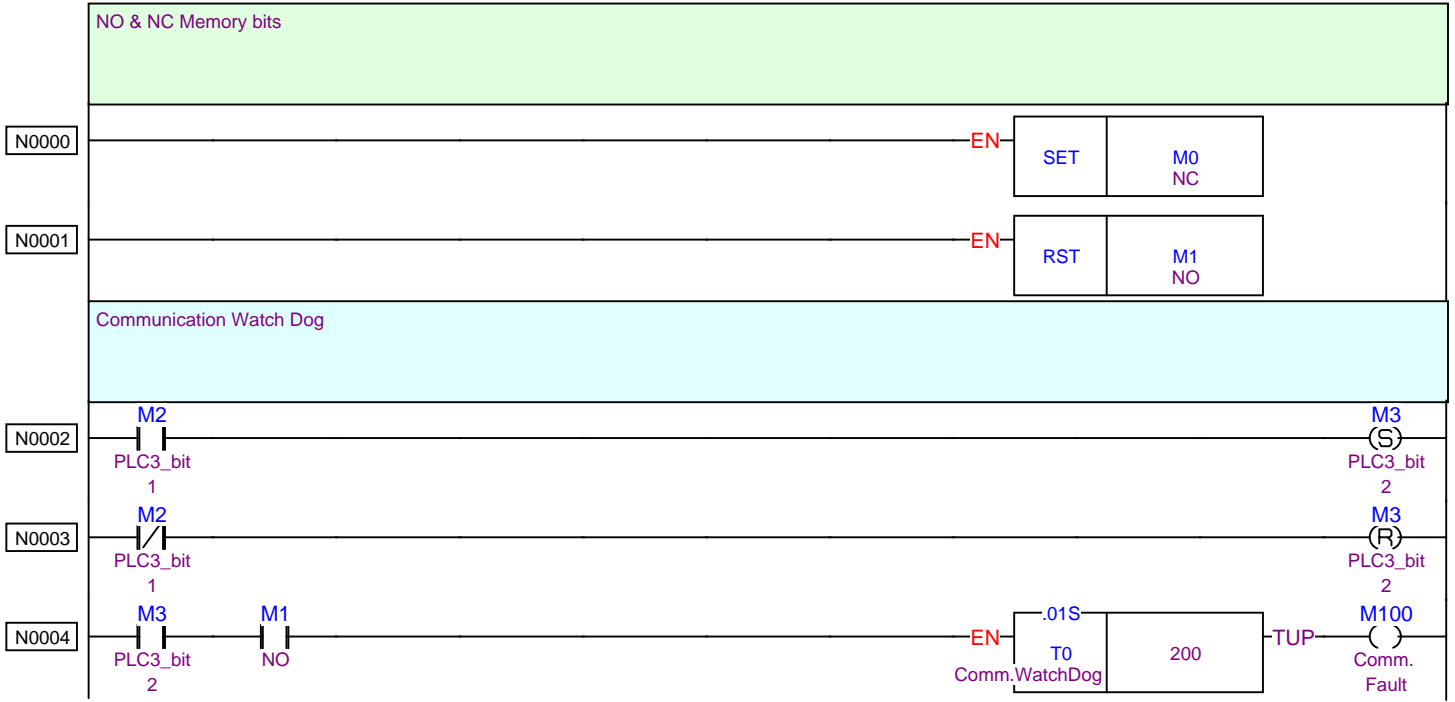 NO & NC Memory bits
N0000
EN
SET
M0
NC
N0001
EN
RST
M1
NO
Communication Watch Dog
M2
M3
N0002
S
PLC3_bit
1
PLC3_bit
2
M2
M3
N0003
R
PLC3_bit
1
PLC3_bit
2
M3
M1
.01S
M100
N0004
EN
TUP
PLC3_bit
2
NO
T0
200
Comm.WatchDog
Comm.
Fault